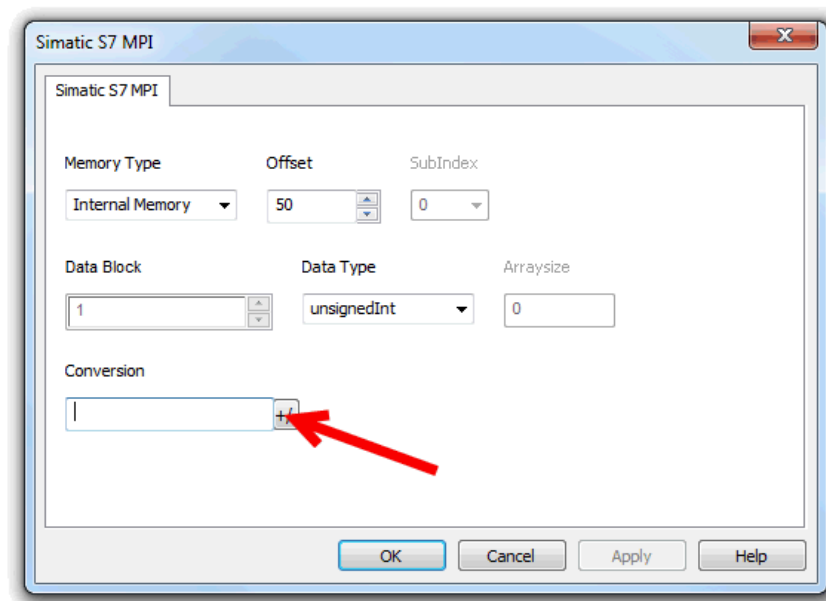 Simatic S7 MPI
Simatic S7 MPI
Memory Type Offset SubIndex
Internal Memory 50 0
Data Block Data Type Arraysize
1 unsignedInt 0
Conversion
+/
OK Cancel Apply Help